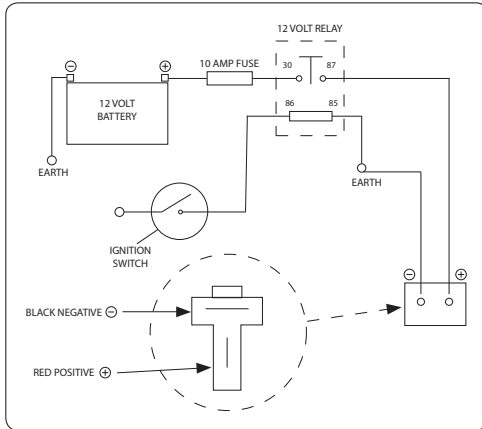 12 VOLT RELAY
10 AMP FUSE
30
87
⊖
⊕
12 VOLT
BATTERY
86
85
EARTH
EARTH
IGNITION
SWITCH
⊖
⊕
BLACK NEGATIVE ⊖
RED POSITIVE ⊕